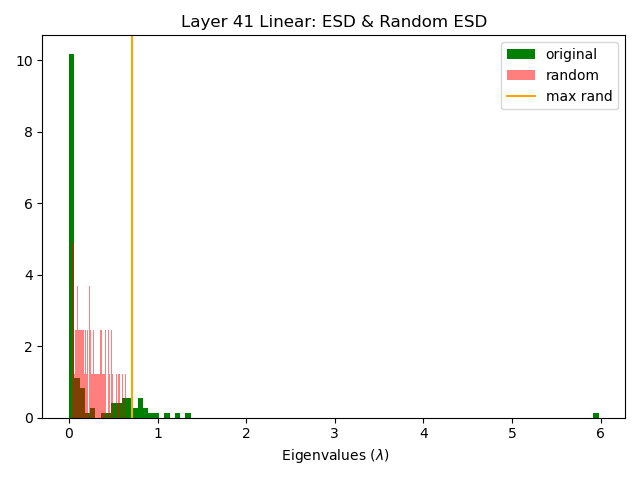 Layer 41 Linear: ESD & Random ESD
original
random
max rand
10
8
6
4
2
0
0 1 2 3 4 5 6
Eigenvalues (λ)